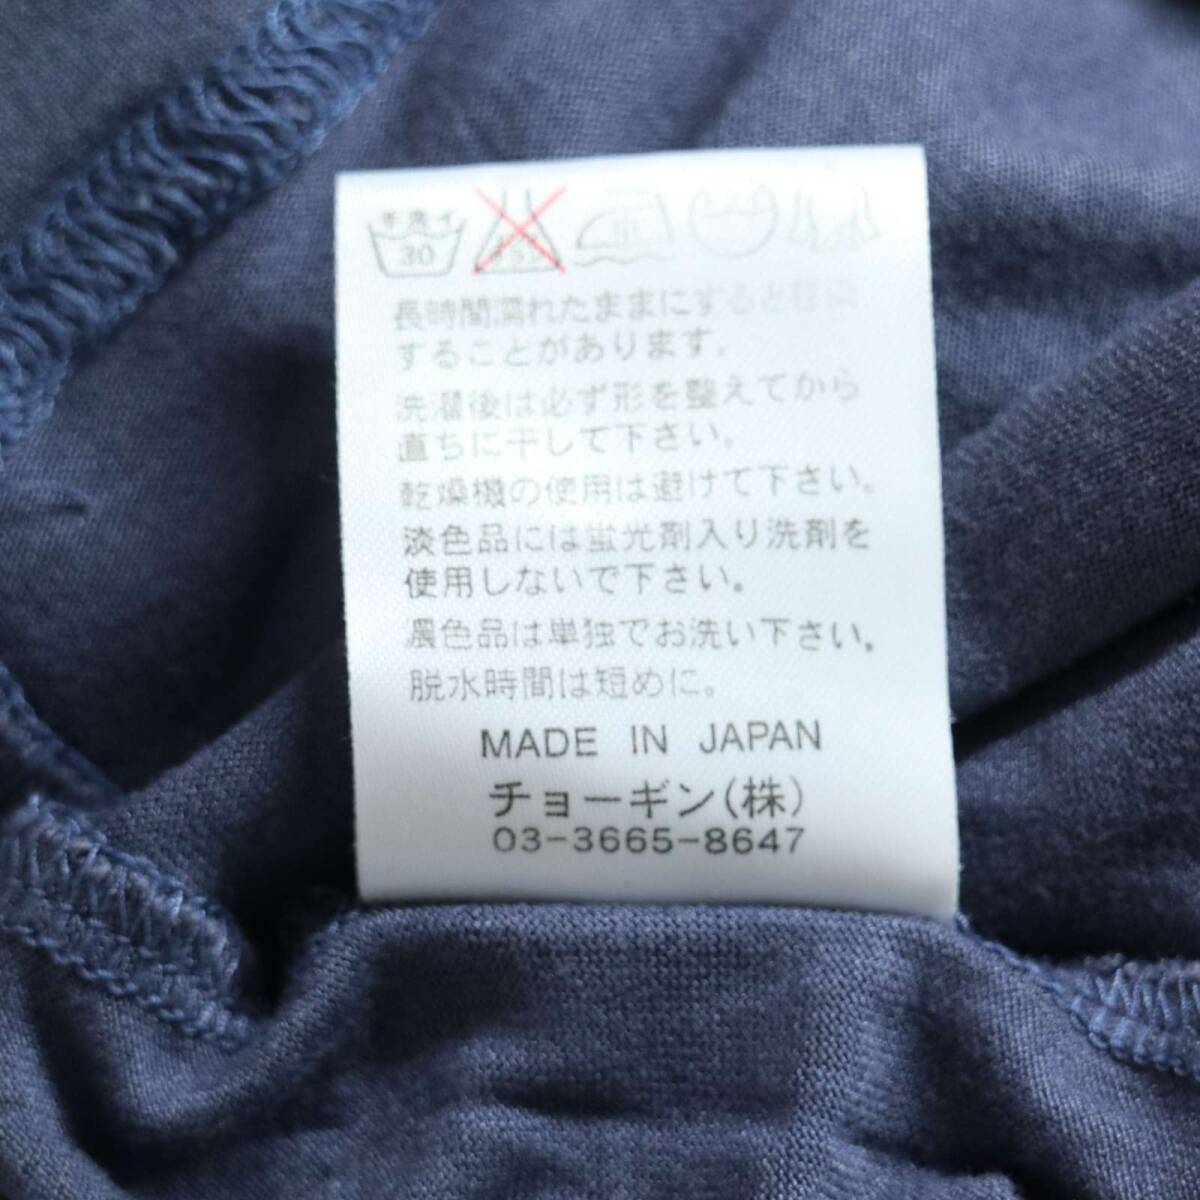 手洗イ
30
中
長時間濡れたままにすると移染
することがあります。
洗濯後は必ず形を整えてから
直ちに干して下さい。
乾燥機の使用は避けて下さい。
淡色品には蛍光剤入り洗剤を
使用しないで下さい。
濃色品は単独でお洗い下さい。
脱水時間は短めに。
MADE IN JAPAN
チョーギン(株)
03-3665-8647